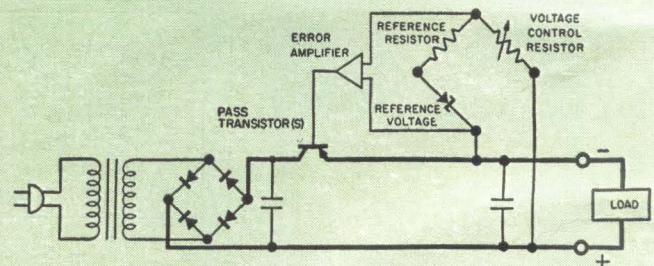 REFERENCE
RESISTOR
VOLTAGE
CONTROL
RESISTOR
ERROR
AMPLIFIER
REFERENCE
VOLTAGE
PASS
TRANSISTOR(S)
−
LOAD
+